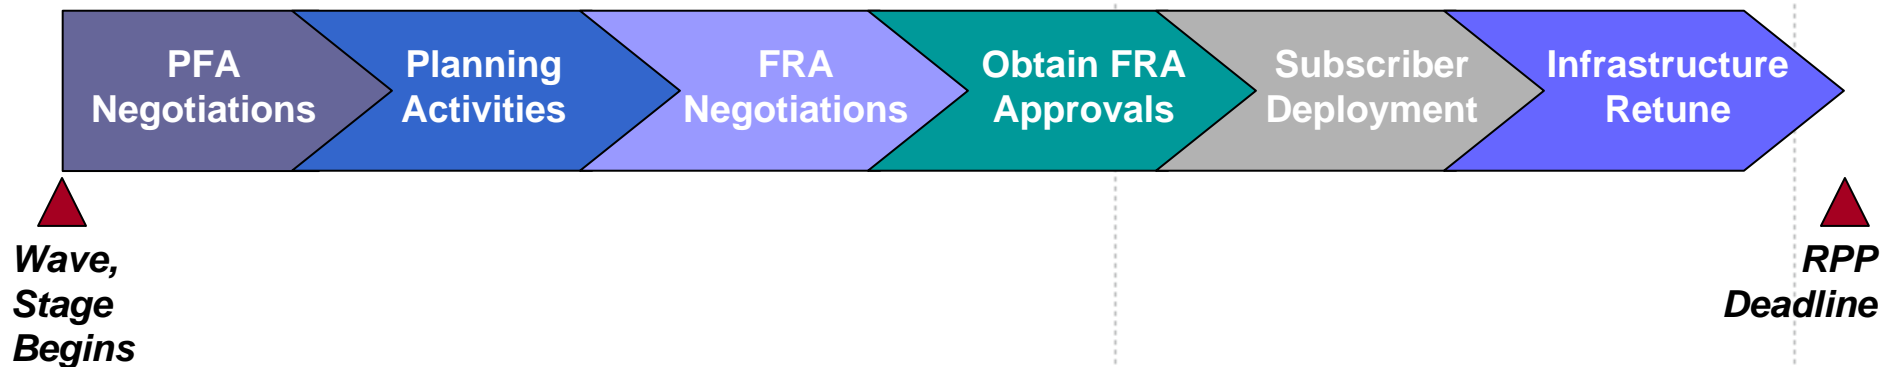 PFA
Negotiations
Planning
Activities
FRA
Negotiations
Obtain FRA
Approvals
Subscriber
Deployment
Infrastructure
Retune
Wave,
Stage
Begins
RPP
Deadline